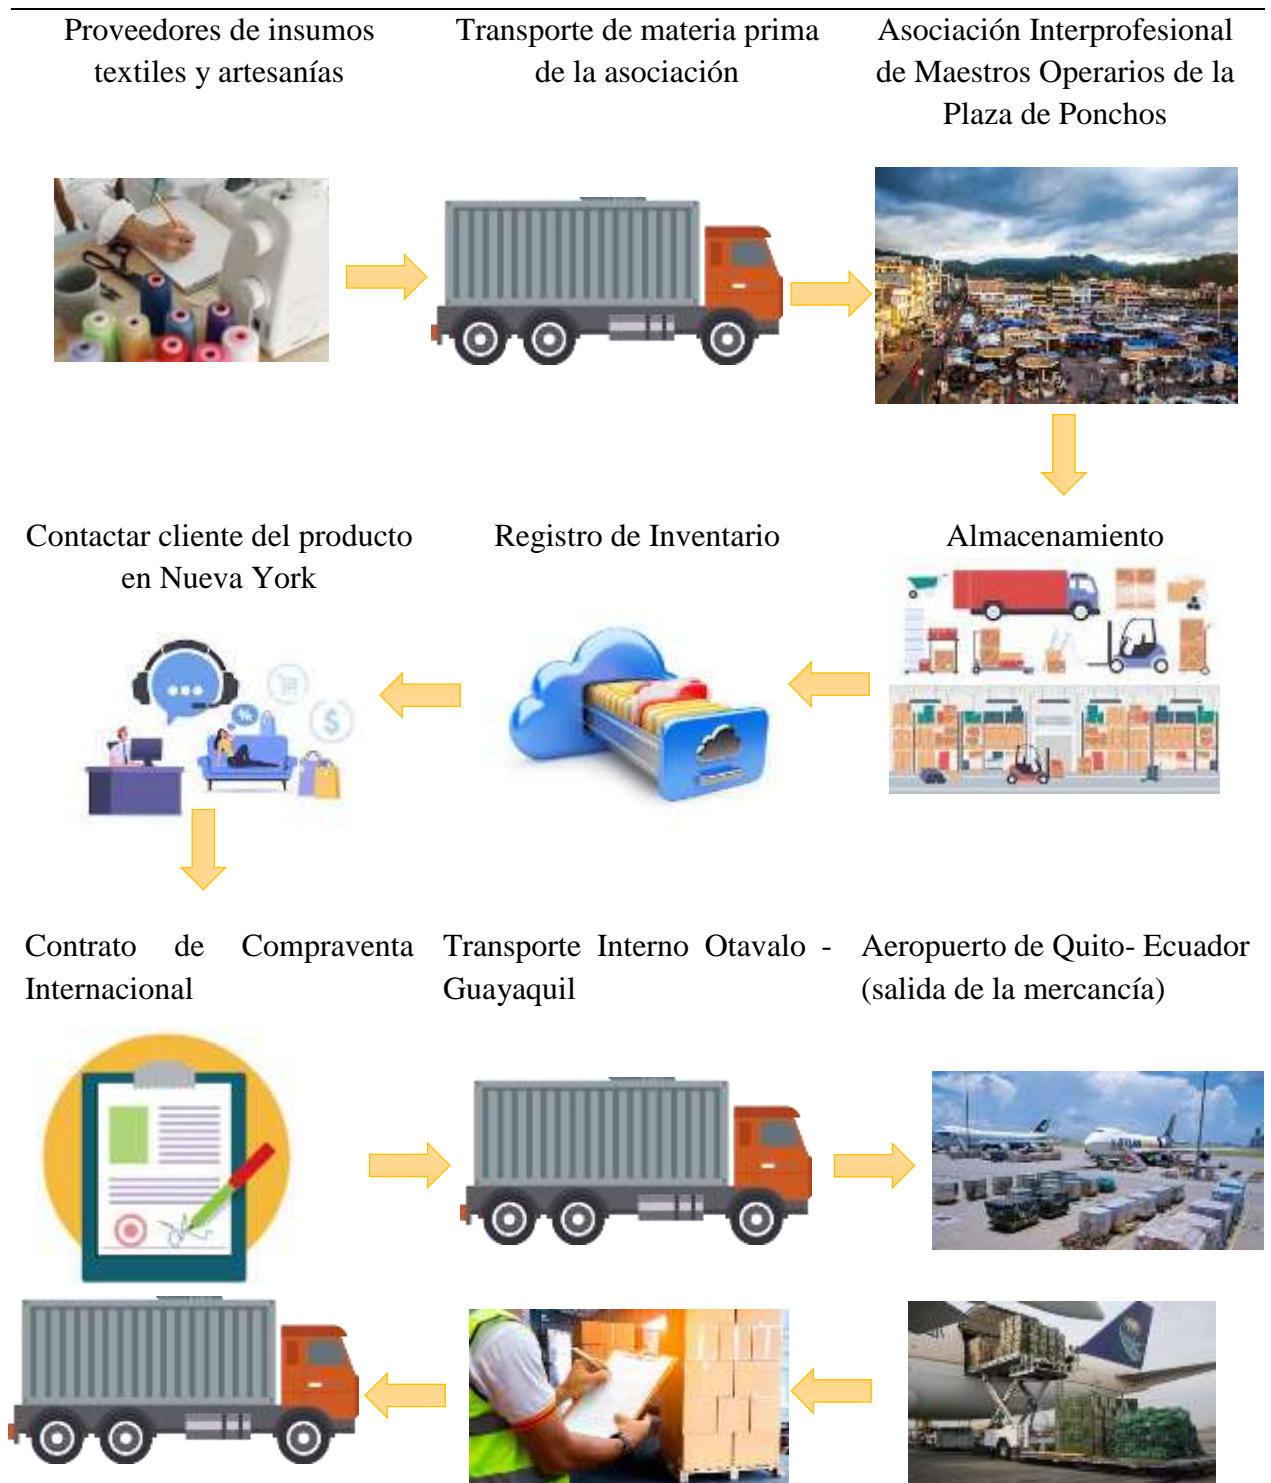 Proveedores de insumos
textiles y artesanías
Transporte de materia prima
de la asociación
Asociación Interprofesional
de Maestros Operarios de la
Plaza de Ponchos
Contactar cliente del producto
en Nueva York
Registro de Inventario
Almacenamiento
Contrato de Compraventa
Internacional
Transporte Interno Otavalo -
Guayaquil
Aeropuerto de Quito- Ecuador
(salida de la mercancía)